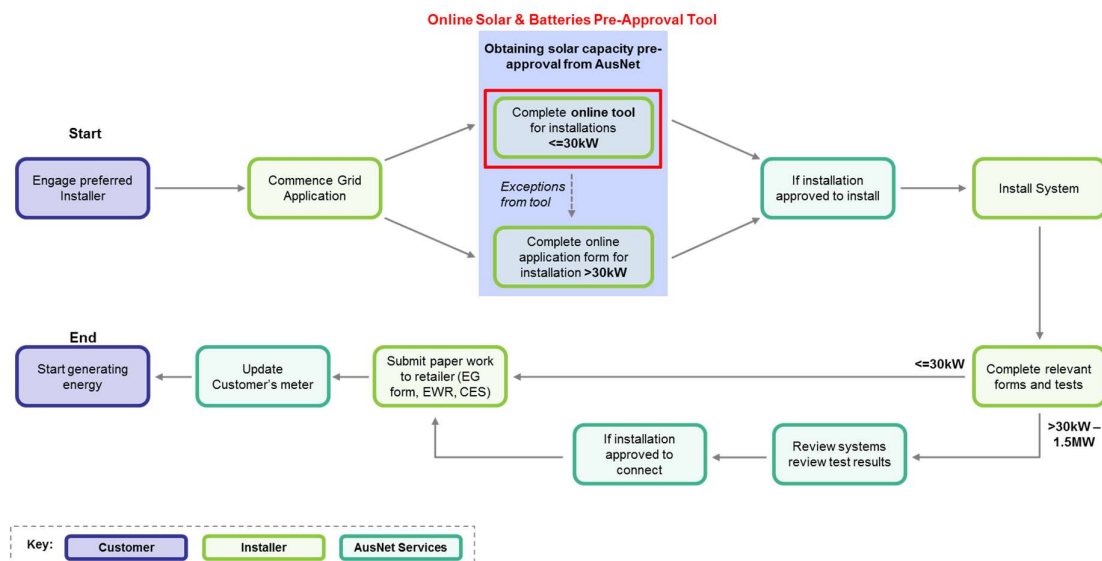 Online Solar & Batteries Pre-Approval Tool
Obtaining solar capacity pre-
approval from AusNet
Complete online tool
for installations
<=30kW
Start
Engage preferred
Installer
Commence Grid
Application
Exceptions
from tool
If installation
approved to install
Install System
Complete online
application form for
installation >30kW
End
Start generating
energy
Update
Customer's meter
Submit paper work
to retailer (EG
form, EWR, CES)
<=30kW
Complete relevant
forms and tests
>30kW –
1.5MW
If installation
approved to
connect
Review systems
review test results
Key:
Customer
Installer
AusNet Services